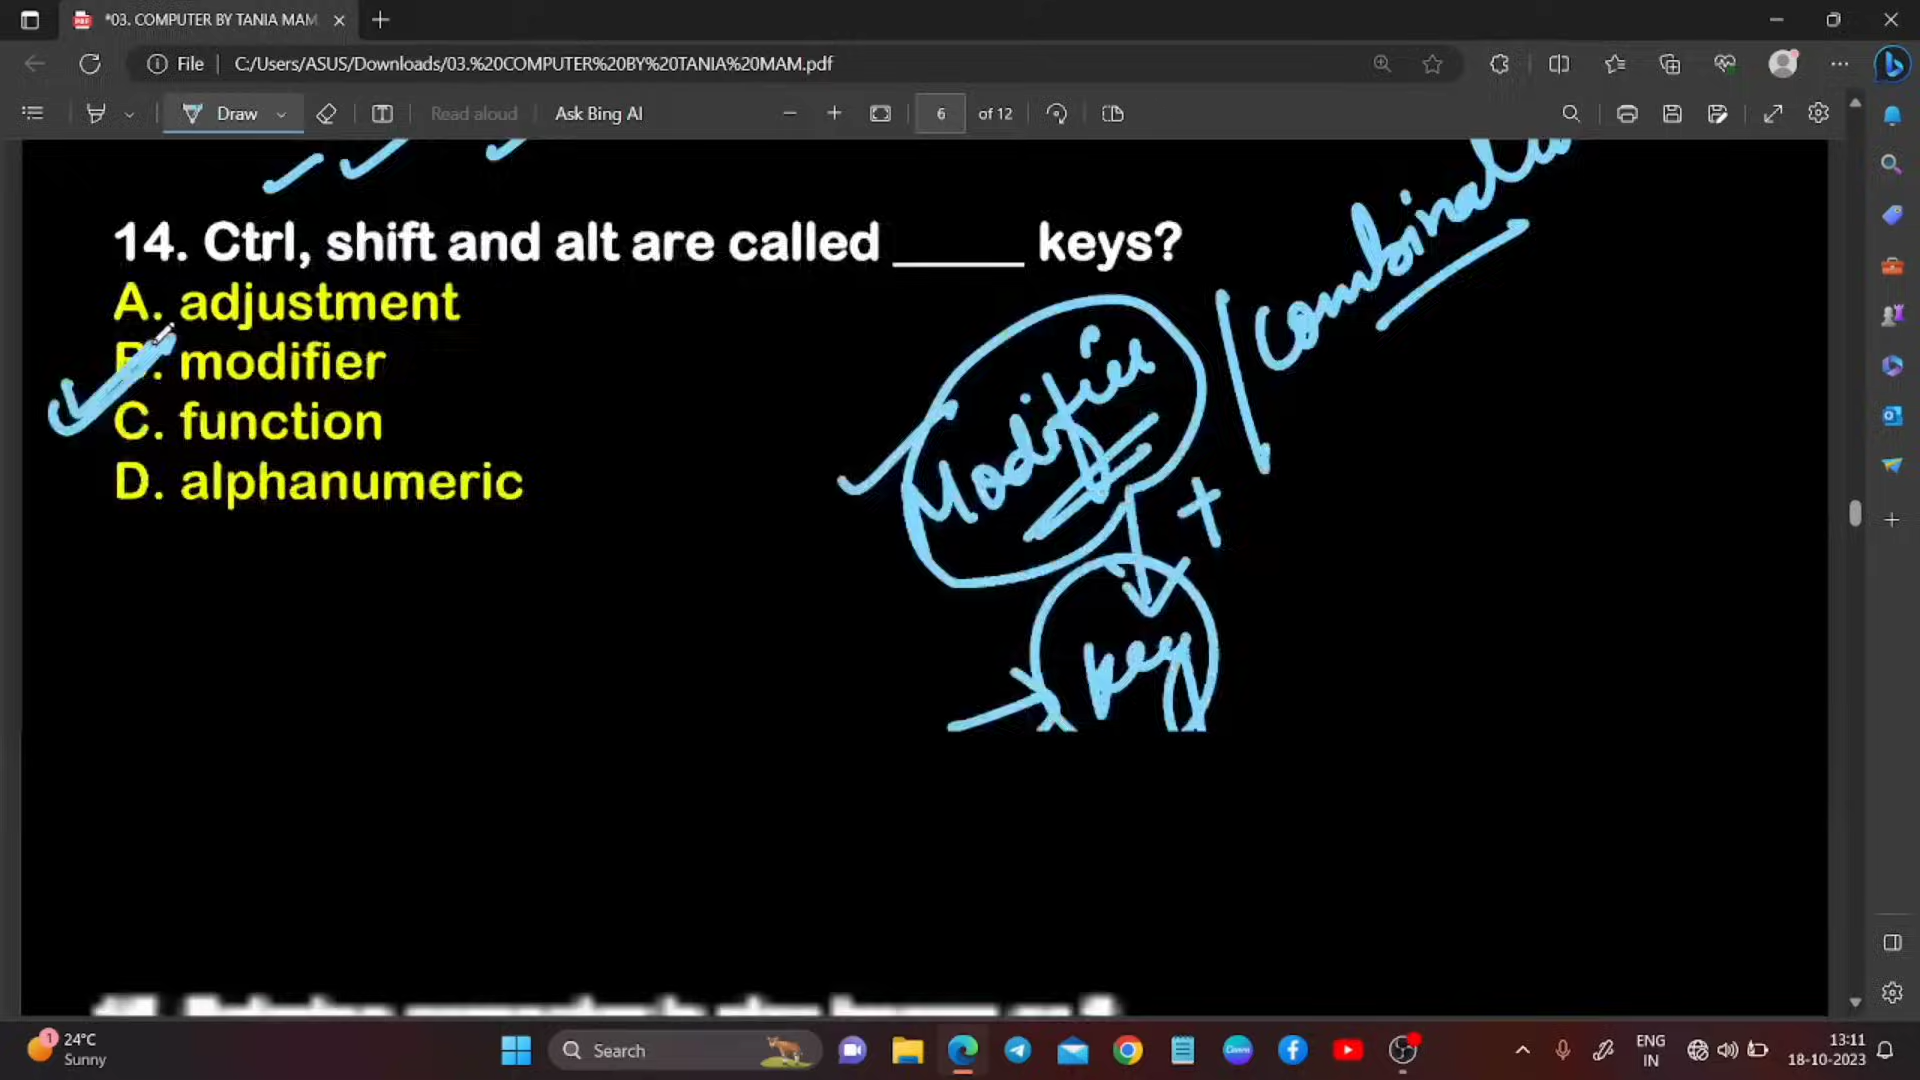 *03. COMPUTER BY TANIA MAM
File C:/Users/ASUS/Downloads/03.%20COMPUTER%20BY%20TANIA%20MAM.pdf
Draw Read aloud Ask Bing AI 6 of 12
14. Ctrl, shift and alt are called _____ keys?
A. adjustment
B. modifier
C. function
D. alphanumeric
Modifier
/
+
key
1 24°C
Sunny
Search
Canva
ENG
IN
13:11
18-10-2023